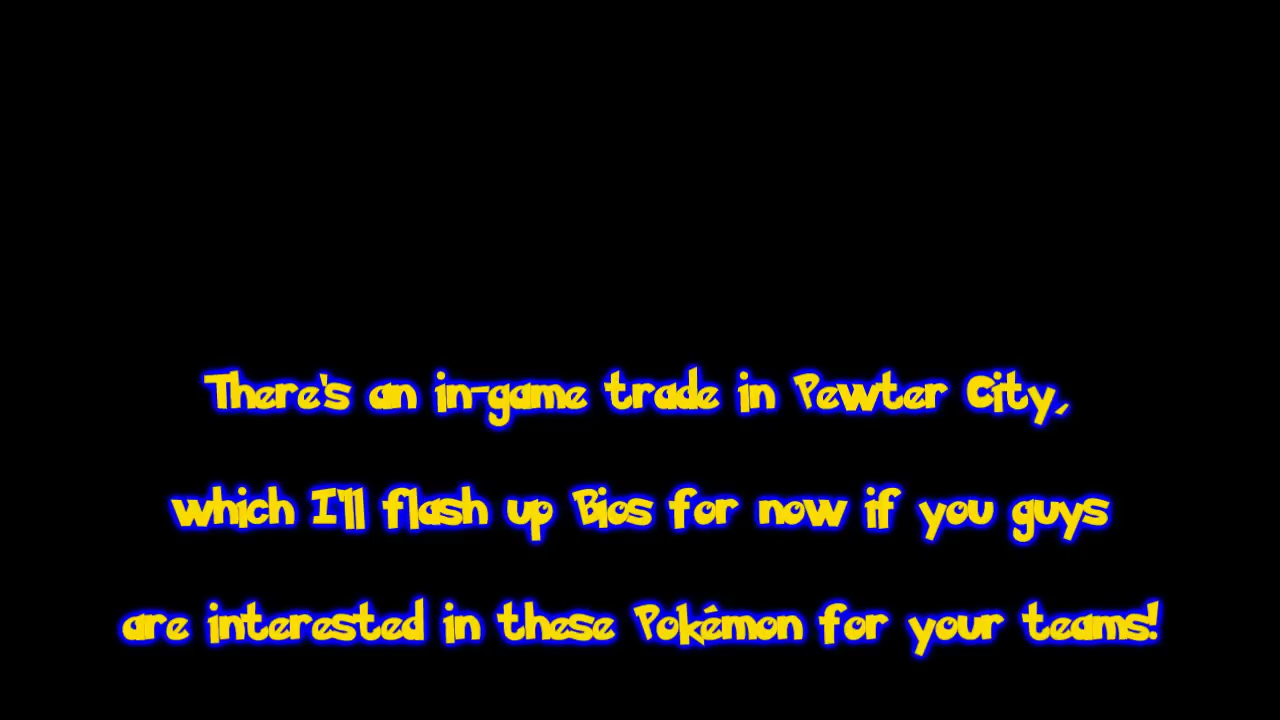 There's an in-game trade in Pewter City,
which I'll flash up Bios for now if you guys
are interested in these Pokémon for your teams!